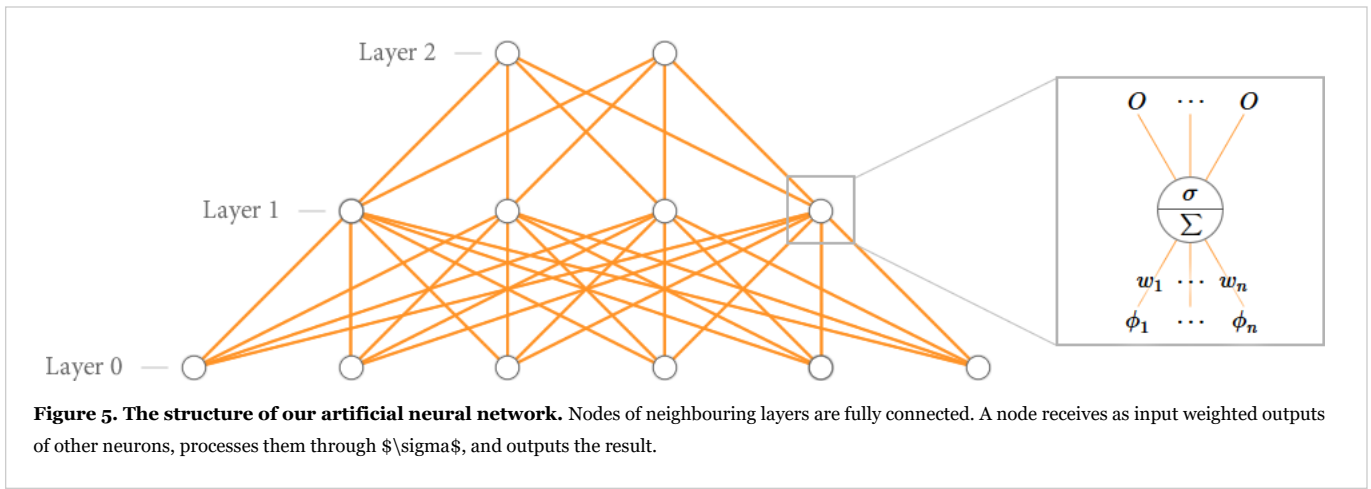 Layer 2
O ··· O
σ
Layer 1
Σ
w₁ ··· wₙ
ϕ₁ ··· ϕₙ
Layer 0
Figure 5. The structure of our artificial neural network. Nodes of neighbouring layers are fully connected. A node receives as input weighted outputs
of other neurons, processes them through $\sigma$, and outputs the result.